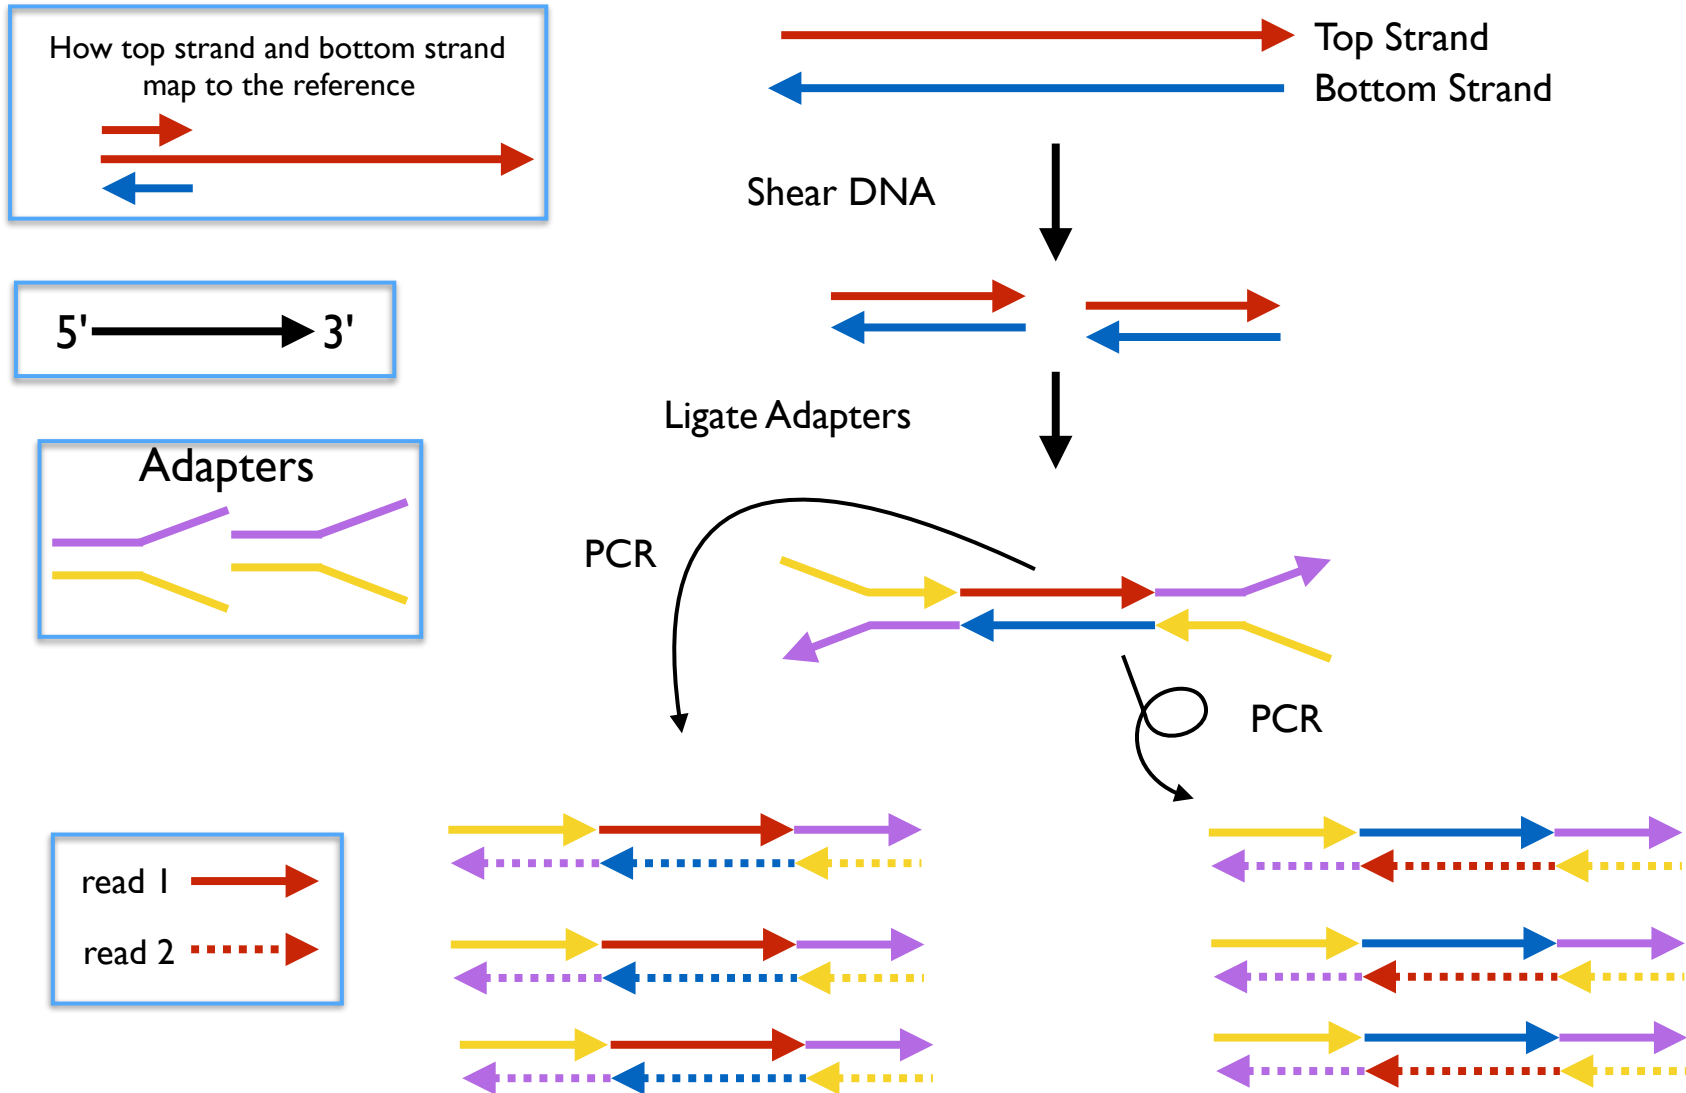 How top strand and bottom strand
map to the reference
Top Strand
Bottom Strand
Shear DNA
5' 3'
Ligate Adapters
Adapters
PCR
PCR
read 1
read 2